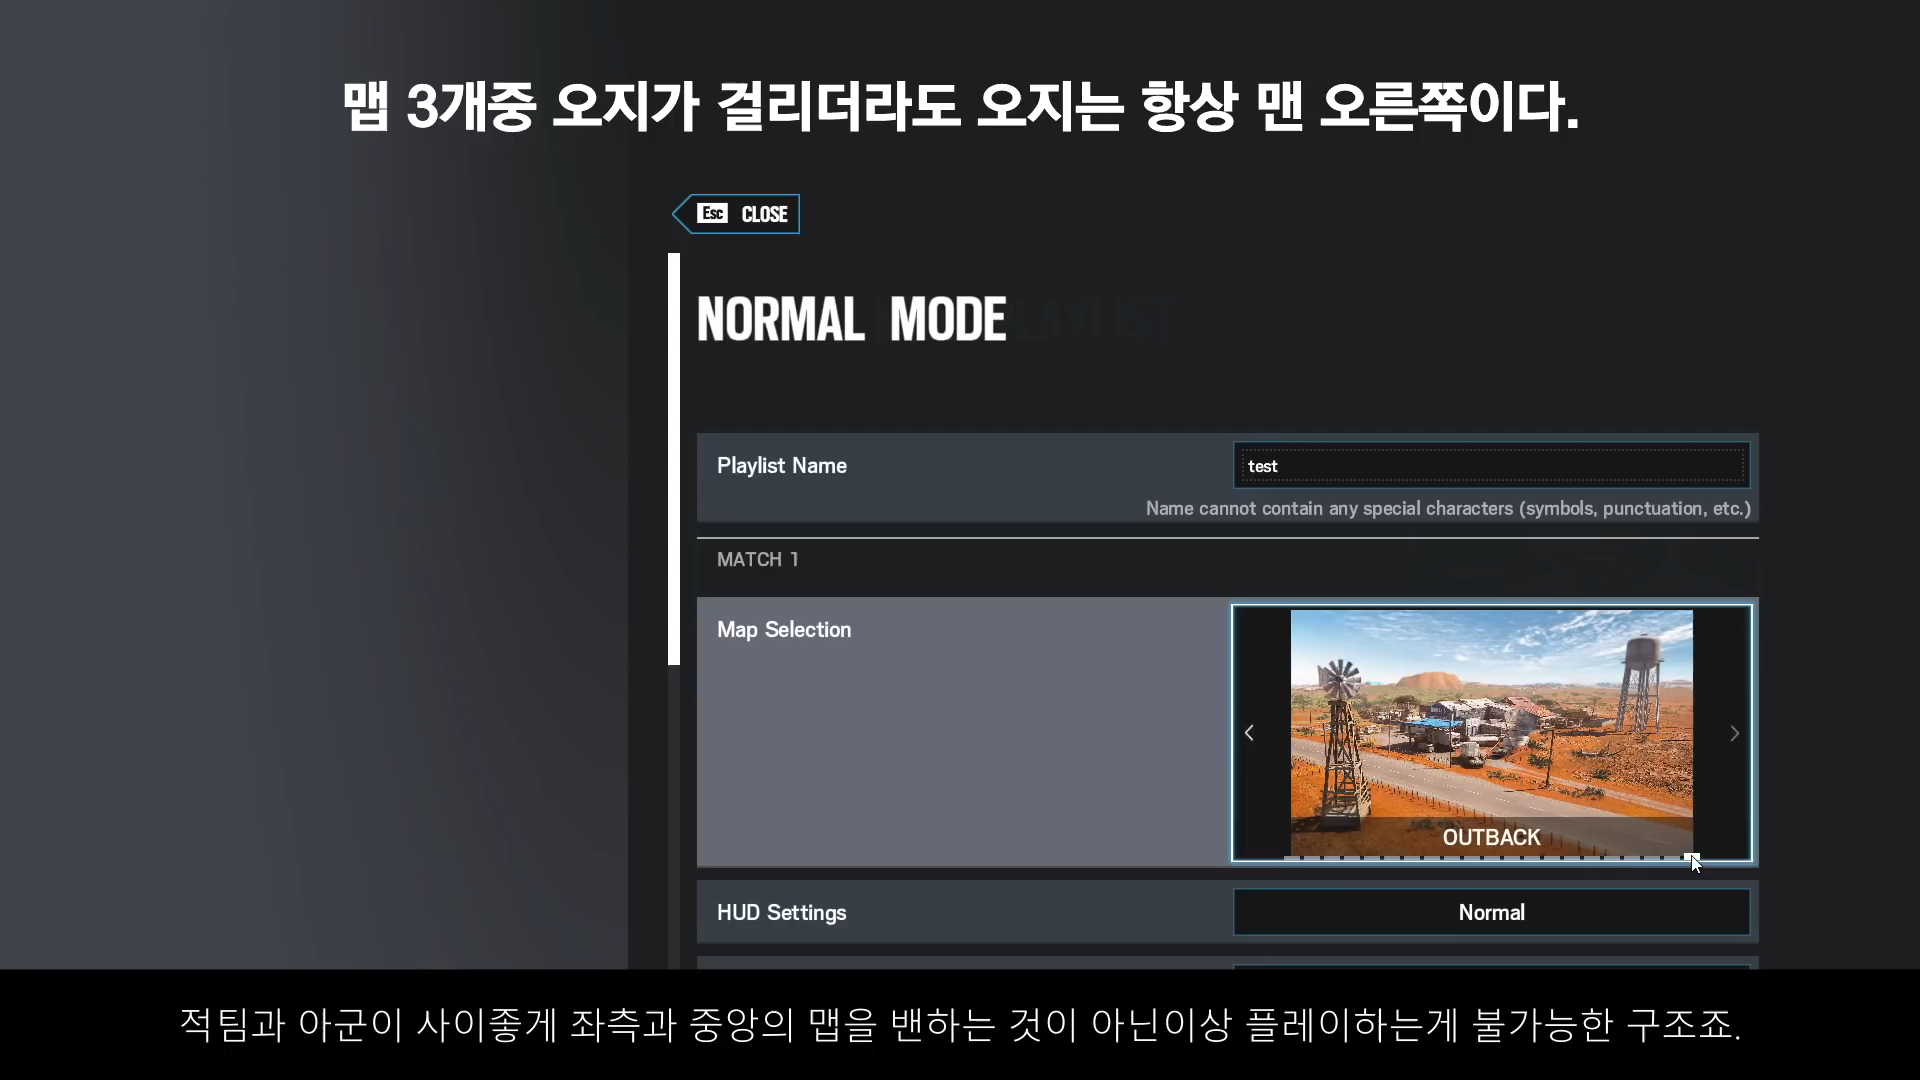 맵 3개중 오지가 걸리더라도 오지는 항상 맨 오른쪽이다.
Esc CLOSE
NORMAL MODE
Playlist Name
test
Name cannot contain any special characters (symbols, punctuation, etc.)
MATCH 1
Map Selection
OUTBACK
HUD Settings
Normal
적팀과 아군이 사이좋게 좌측과 중앙의 맵을 밴하는 것이 아닌이상 플레이하는게 불가능한 구조죠.